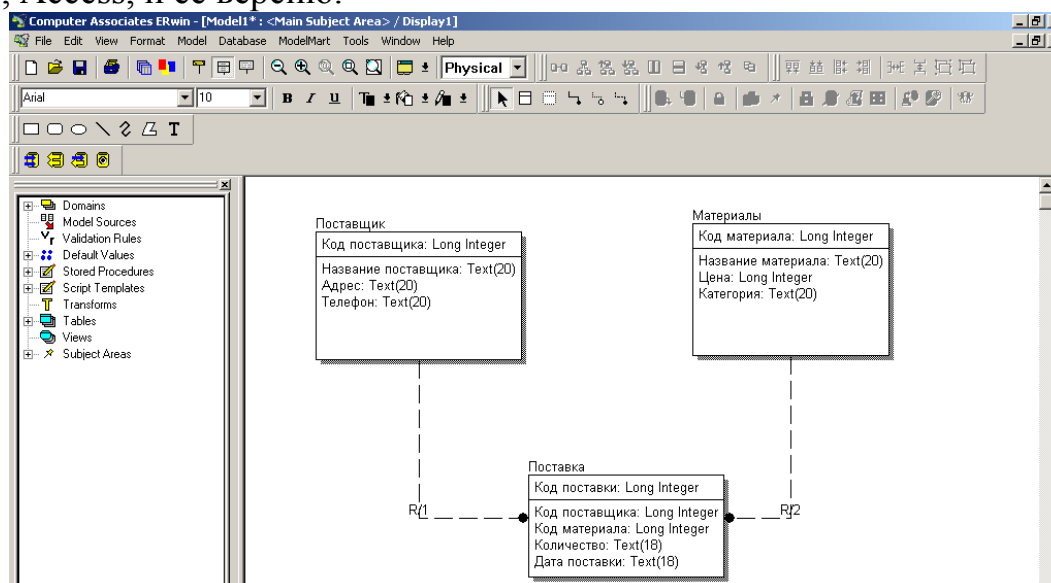 , Access, и ее версию.
Computer Associates ERwin - [Model1* : <Main Subject Area> / Display1]
File Edit View Format Model Database ModelMart Tools Window Help
Physical
Arial 10 B I U
T
Domains
Model Sources
Validation Rules
Default Values
Stored Procedures
Script Templates
Transforms
Tables
Views
Subject Areas
Поставщик
Код поставщика: Long Integer
Название поставщика: Text(20)
Адрес: Text(20)
Телефон: Text(20)
Материалы
Код материала: Long Integer
Название материала: Text(20)
Цена: Long Integer
Категория: Text(20)
Поставка
Код поставки: Long Integer
Код поставщика: Long Integer
Код материала: Long Integer
Количество: Text(18)
Дата поставки: Text(18)
R/1
R/2